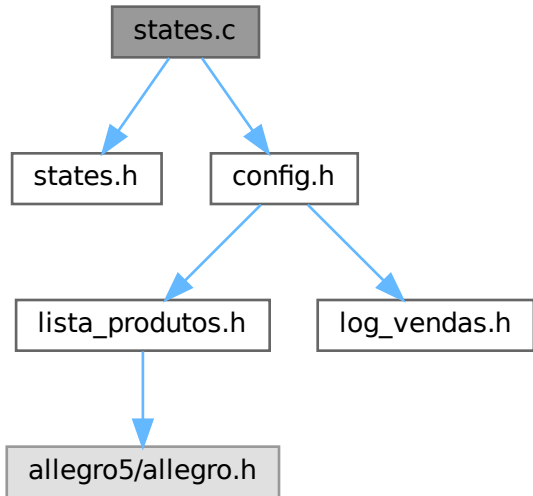 states.c
states.h
config.h
lista_produtos.h
log_vendas.h
allegro5/allegro.h